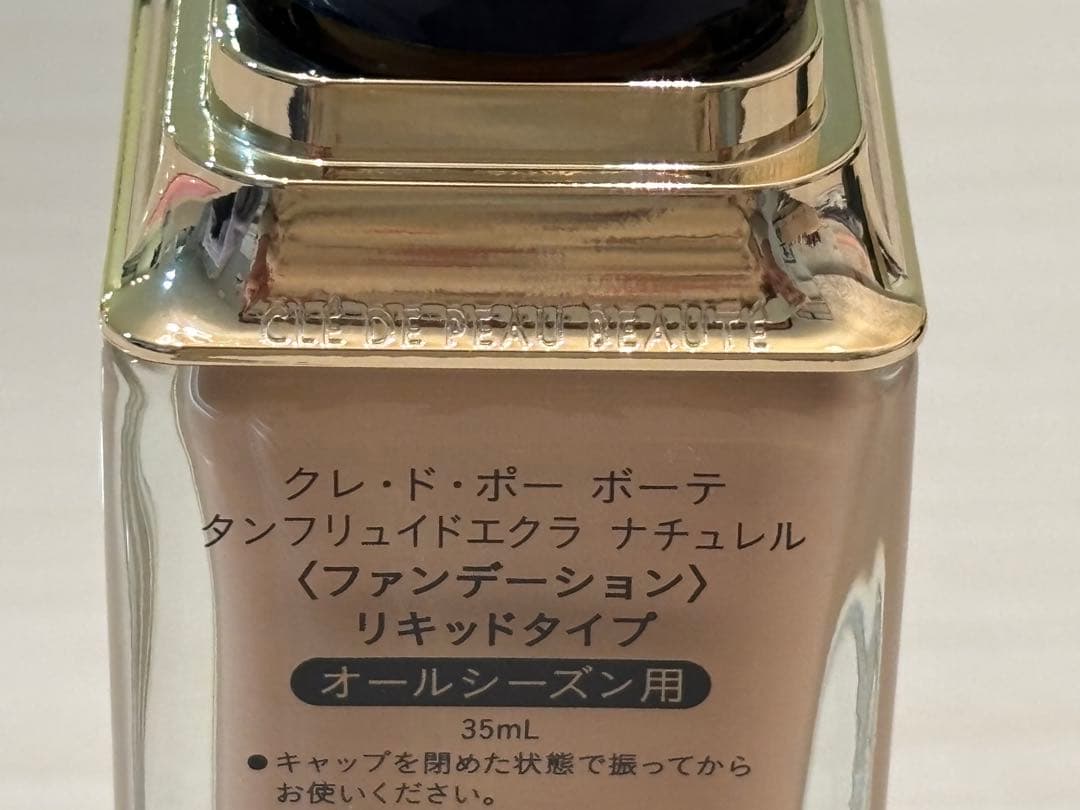 CLÉ DE PEAU BEAUTÉ
クレ・ド・ポー ボーテ
タンフリュイドエクラ ナチュレル
〈ファンデーション〉
リキッドタイプ
オールシーズン用
35mL
●キャップを閉めた状態で振ってから
お使いください。